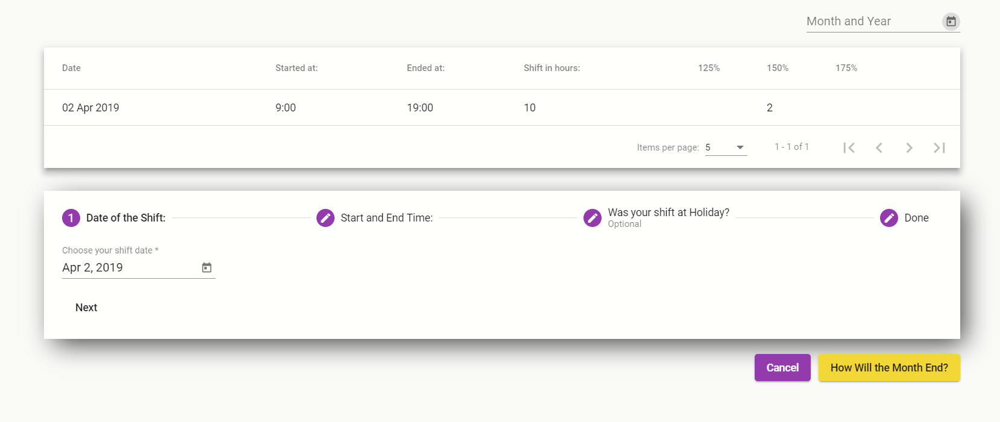 Month and Year
Date Started at: Ended at: Shift in hours: 125% 150% 175%
02 Apr 2019 9:00 19:00 10 2
Items per page: 5 1 - 1 of 1
1 Date of the Shift: Start and End Time: Was your shift at Holiday? Done
Optional
Choose your shift date *
Apr 2, 2019
Next
Cancel How Will the Month End?